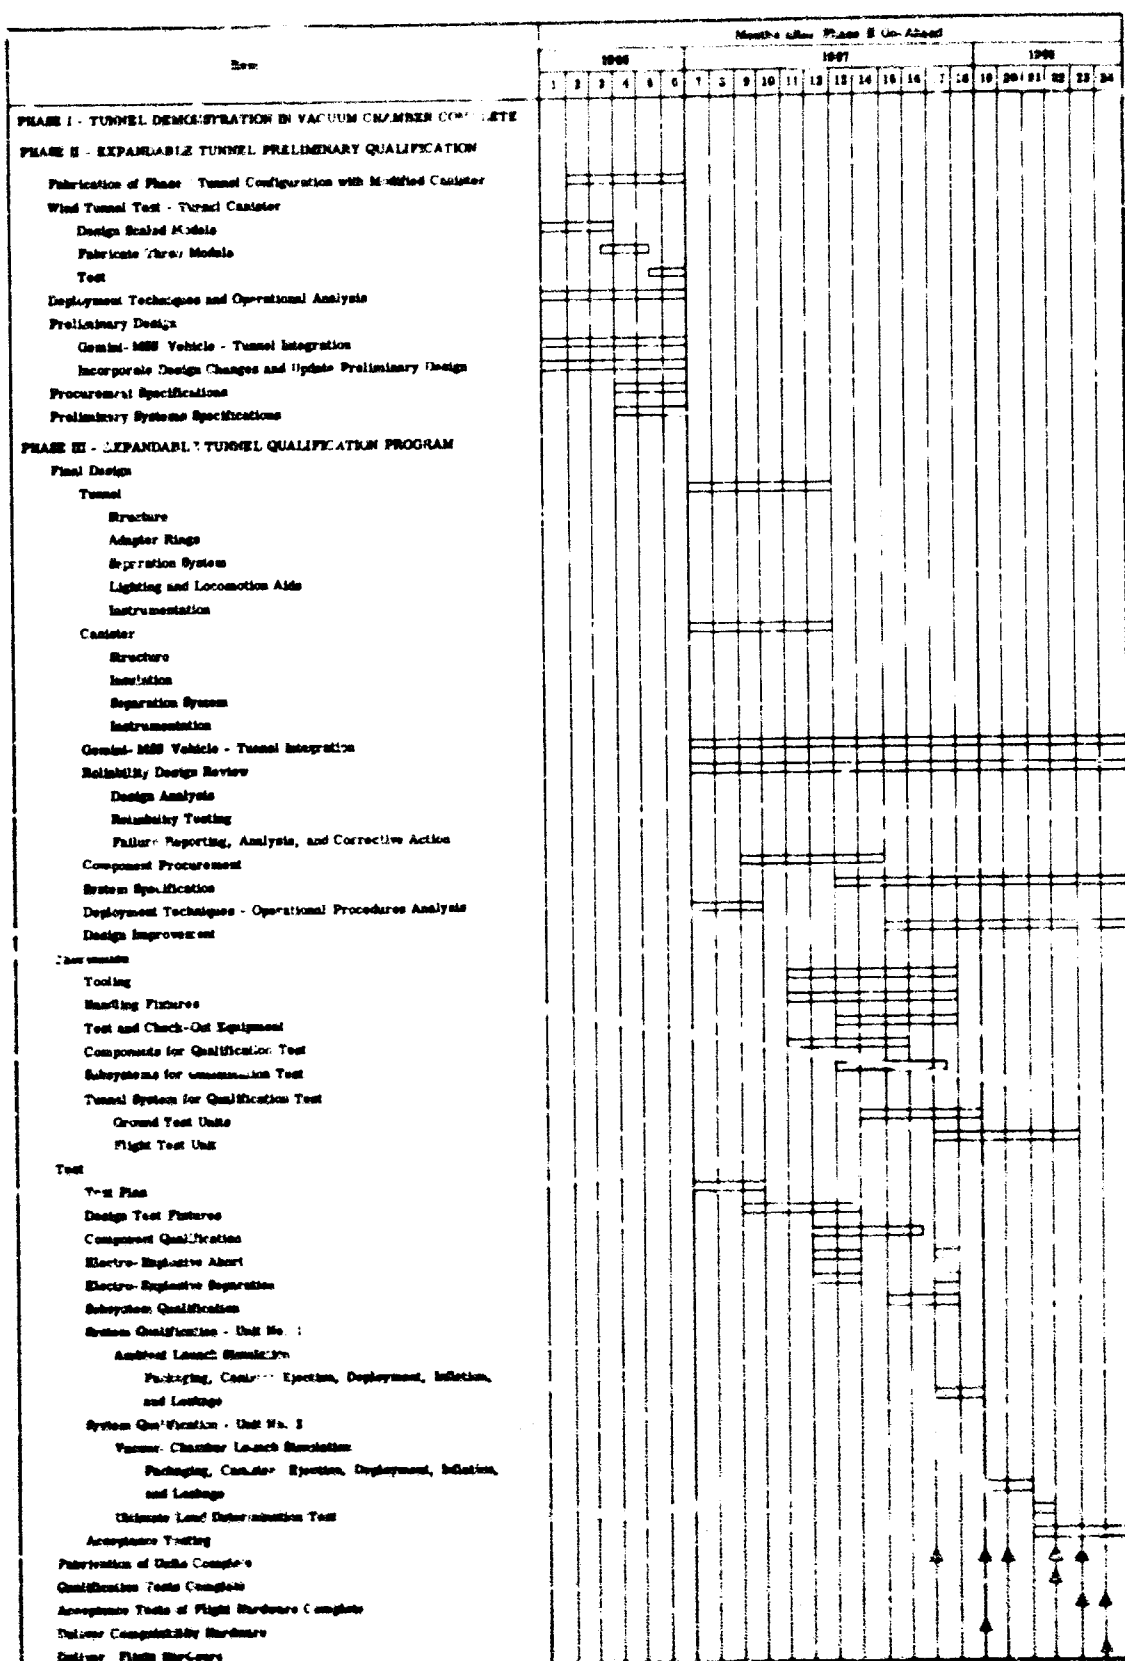 Months after Phase II Go-Ahead
Item
1966 1967 1968
1 2 3 4 5 6 7 8 9 10 11 12 13 14 15 16 17 18 19 20 21 22 23 24
PHASE I - TUNNEL DEMONSTRATION IN VACUUM CHAMBER COMPLETE
PHASE II - EXPANDABLE TUNNEL PRELIMINARY QUALIFICATION
Fabrication of Phase Tunnel Configuration with Modified Canister
Wind Tunnel Test - Tunnel Canister
Design Scaled Models
Fabricate Three Models
Test
Deployment Techniques and Operational Analysis
Preliminary Design
Gemini-MSS Vehicle - Tunnel Integration
Incorporate Design Changes and Update Preliminary Design
Procurement Specifications
Preliminary Systems Specifications
PHASE III - EXPANDABLE TUNNEL QUALIFICATION PROGRAM
Final Design
Tunnel
Structure
Adapter Rings
Separation System
Lighting and Locomotion Aids
Instrumentation
Canister
Structure
Insulation
Separation System
Instrumentation
Gemini-MSS Vehicle - Tunnel Integration
Reliability Design Review
Design Analysis
Reliability Testing
Failure Reporting, Analysis, and Corrective Action
Component Procurement
System Specification
Deployment Techniques - Operational Procedures Analysis
Design Improvement
Tooling
Handling Fixtures
Test and Check-Out Equipment
Components for Qualification Test
Subsystems for Test
Tunnel System for Qualification Test
Ground Test Units
Flight Test Unit
Test
Test Plan
Design Test Fixtures
Component Qualification
Electro-Explosive Abort
Electro-Explosive Separation
Subsystem Qualification
System Qualification - Unit No. 1
Ambient Launch Simulation
Packaging, Canister Ejection, Deployment, Inflation,
and Leakage
System Qualification - Unit No. 2
Vacuum Chamber Launch Simulation
Packaging, Canister Ejection, Deployment, Inflation,
and Leakage
Ultimate Load Determination Test
Acceptance Testing
Fabrication of Units Complete
Qualification Tests Complete
Acceptance Tests of Flight Hardware Complete
Deliver Compatibility Hardware
Deliver Flight Hardware